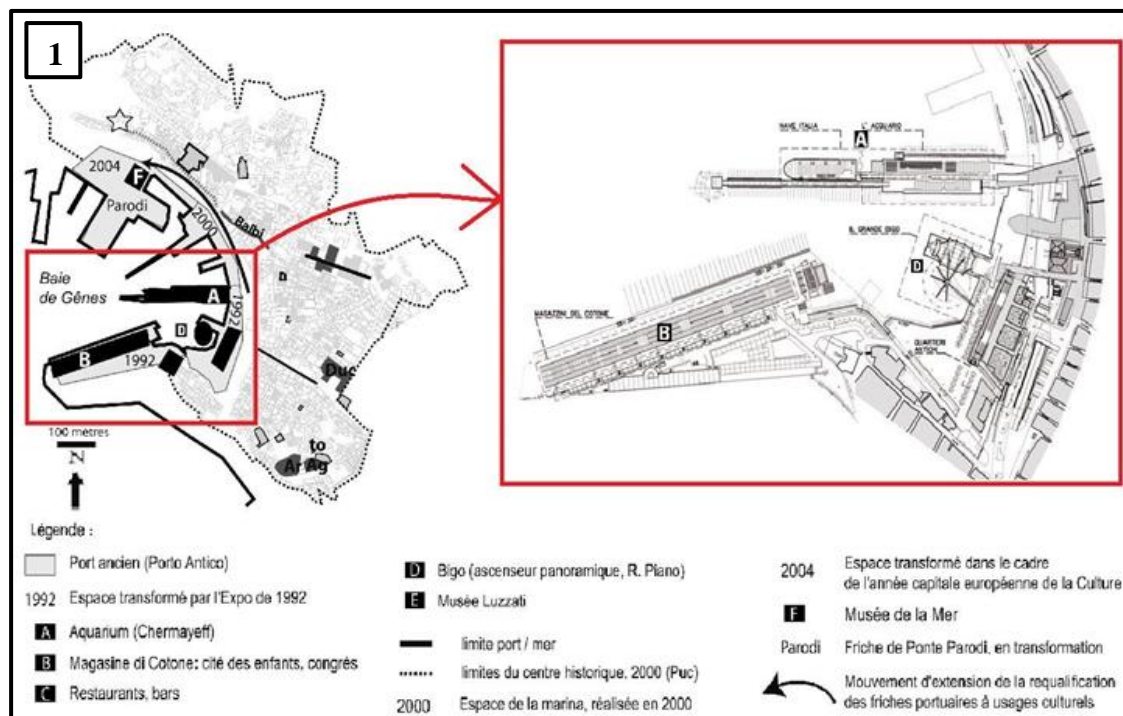 1
2004
F
Parodi
2000
Balbi
Baie
de Gênes
A
1992
D
B
1992
Duc
to
Ar Ag
100 mètres
N
NAVE ITALIA
L' ACQUARIO
A
IL GRANDE BIGO
D
MAGAZZINI DEL COTONE
B
QUARTIERI
ANTICHI
Légende :
Port ancien (Porto Antico)
1992 Espace transformé par l'Expo de 1992
A Aquarium (Chermayeff)
B Magasine di Cotone: cité des enfants, congrès
C Restaurants, bars
D Bigo (ascenseur panoramique, R. Piano)
E Musée Luzzati
limite port / mer
limites du centre historique, 2000 (Puc)
2000 Espace de la marina, réalisée en 2000
2004 Espace transformé dans le cadre
de l'année capitale européenne de la Culture
F Musée de la Mer
Parodi Friche de Ponte Parodi, en transformation
Mouvement d'extension de la requalification
des friches portuaires à usages culturels